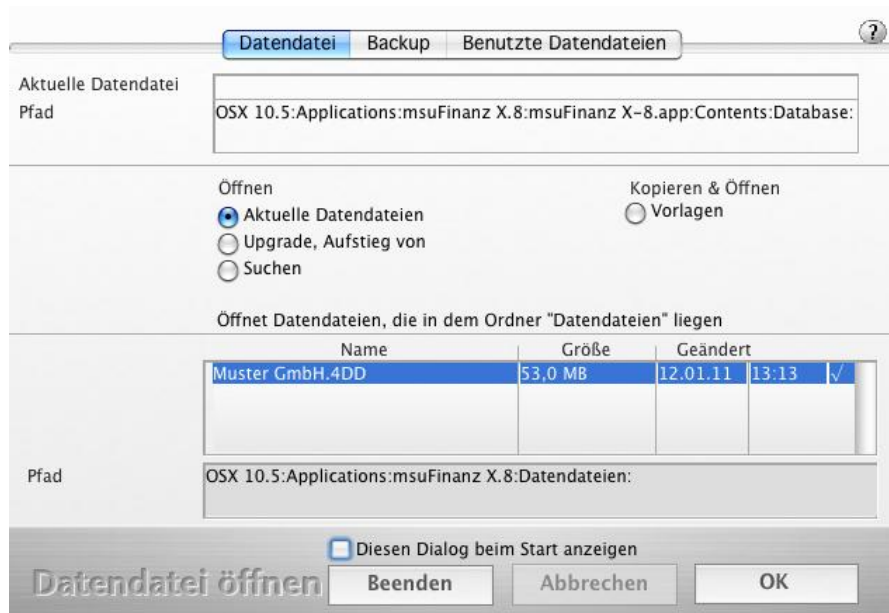 Datendatei Backup Benutzte Datendateien ?
Aktuelle Datendatei
Pfad OSX 10.5:Applications:msuFinanz X.8:msuFinanz X-8.app:Contents:Database:
Öffnen Kopieren & Öffnen
Aktuelle Datendateien Vorlagen
Upgrade, Aufstieg von
Suchen
Öffnet Datendateien, die in dem Ordner "Datendateien" liegen
Name Größe Geändert
Muster GmbH.4DD 53,0 MB 12.01.11 13:13 √
Pfad OSX 10.5:Applications:msuFinanz X.8:Datendateien:
Diesen Dialog beim Start anzeigen
Datendatei öffnen Beenden Abbrechen OK